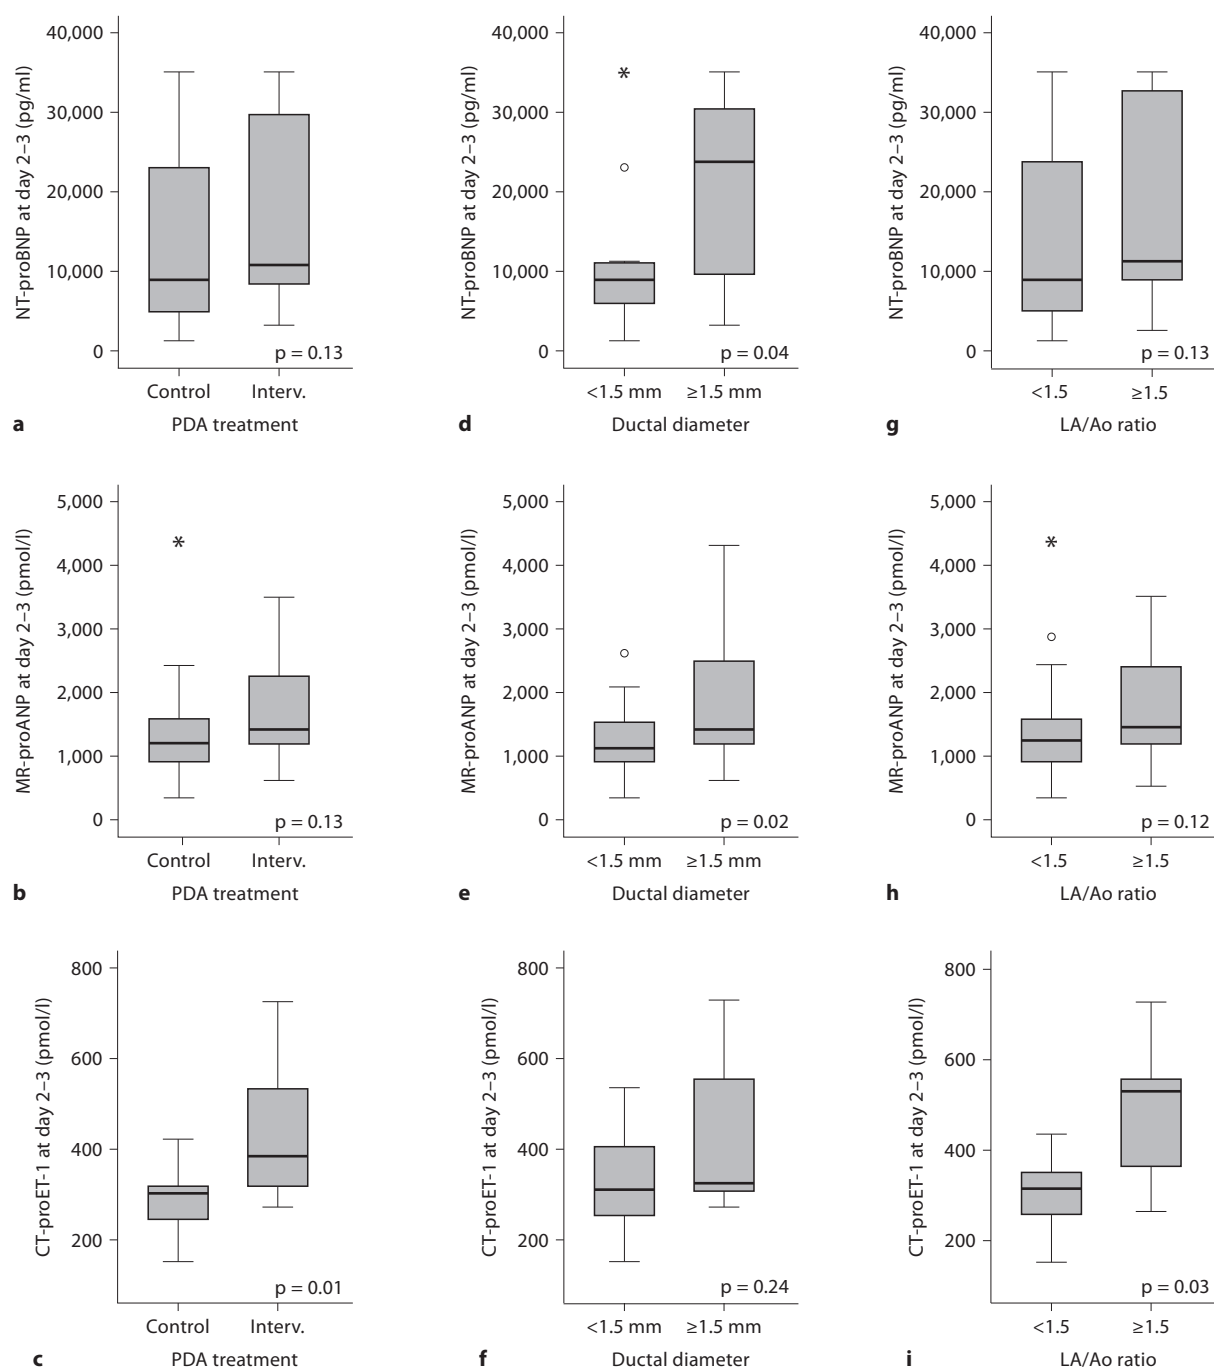 40,000
30,000
20,000
10,000
0
NT-proBNP at day 2–3 (pg/ml)
p = 0.13
Control Interv.
a PDA treatment
40,000
30,000
20,000
10,000
0
NT-proBNP at day 2–3 (pg/ml)
*
p = 0.04
<1.5 mm ≥1.5 mm
d Ductal diameter
40,000
30,000
20,000
10,000
0
NT-proBNP at day 2–3 (pg/ml)
p = 0.13
<1.5 ≥1.5
g LA/Ao ratio
5,000
4,000
3,000
2,000
1,000
0
MR-proANP at day 2–3 (pmol/l)
*
p = 0.13
Control Interv.
b PDA treatment
5,000
4,000
3,000
2,000
1,000
0
MR-proANP at day 2–3 (pmol/l)
p = 0.02
<1.5 mm ≥1.5 mm
e Ductal diameter
5,000
4,000
3,000
2,000
1,000
0
MR-proANP at day 2–3 (pmol/l)
*
p = 0.12
<1.5 ≥1.5
h LA/Ao ratio
800
600
400
200
CT-proET-1 at day 2–3 (pmol/l)
p = 0.01
Control Interv.
c PDA treatment
800
600
400
200
CT-proET-1 at day 2–3 (pmol/l)
p = 0.24
<1.5 mm ≥1.5 mm
f Ductal diameter
800
600
400
200
CT-proET-1 at day 2–3 (pmol/l)
p = 0.03
<1.5 ≥1.5
i LA/Ao ratio